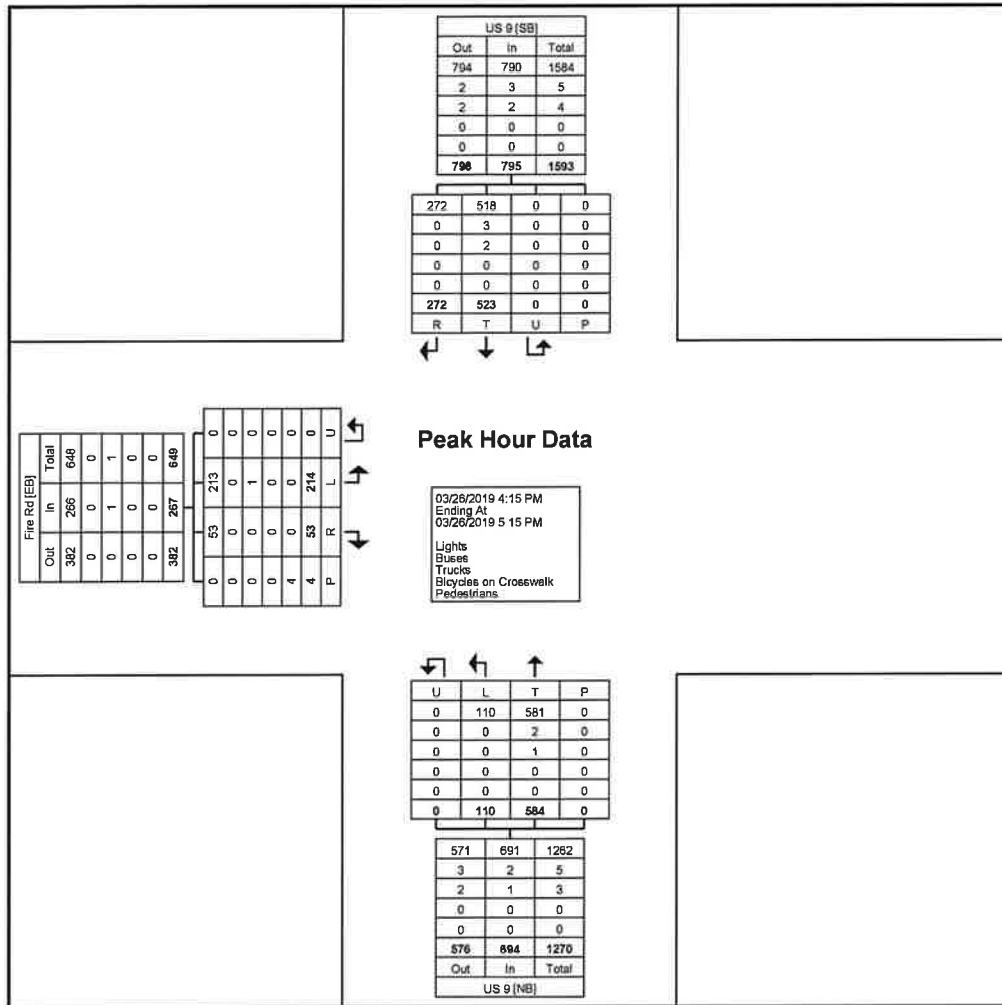 US 9 [SB]
Out In Total
794 790 1584
2 3 5
2 2 4
0 0 0
0 0 0
798 795 1593
272 518 0 0
0 3 0 0
0 2 0 0
0 0 0 0
0 0 0 0
272 523 0 0
R T U P
Fire Rd [EB]
Out In Total
382 266 648
0 0 0
0 1 1
0 0 0
0 0 0
382 267 649
0 53 213 0
0 0 0 0
0 0 1 0
0 0 0 0
4 0 0 0
4 53 214 0
P R L U
Peak Hour Data
03/26/2019 4:15 PM
Ending At
03/26/2019 5 15 PM
Lights
Buses
Trucks
Bicycles on Crosswalk
Pedestrians
U L T P
0 110 581 0
0 0 2 0
0 0 1 0
0 0 0 0
0 0 0 0
0 110 584 0
571 691 1262
3 2 5
2 1 3
0 0 0
0 0 0
576 694 1270
Out In Total
US 9 [NB]